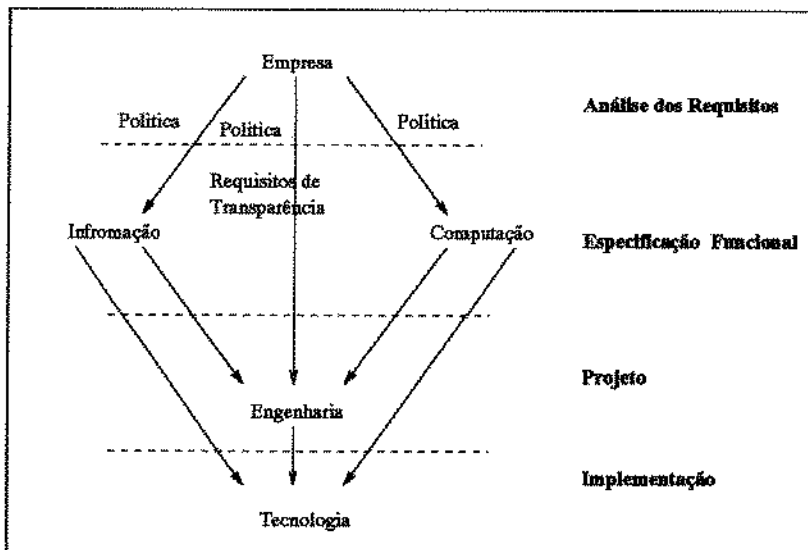 Empresa
Análise dos Requisitos
Política
Política
Política
Requisitos de
Transparência
Infromação
Computação
Especificação Funcional
Projeto
Engenharia
Implementação
Tecnologia